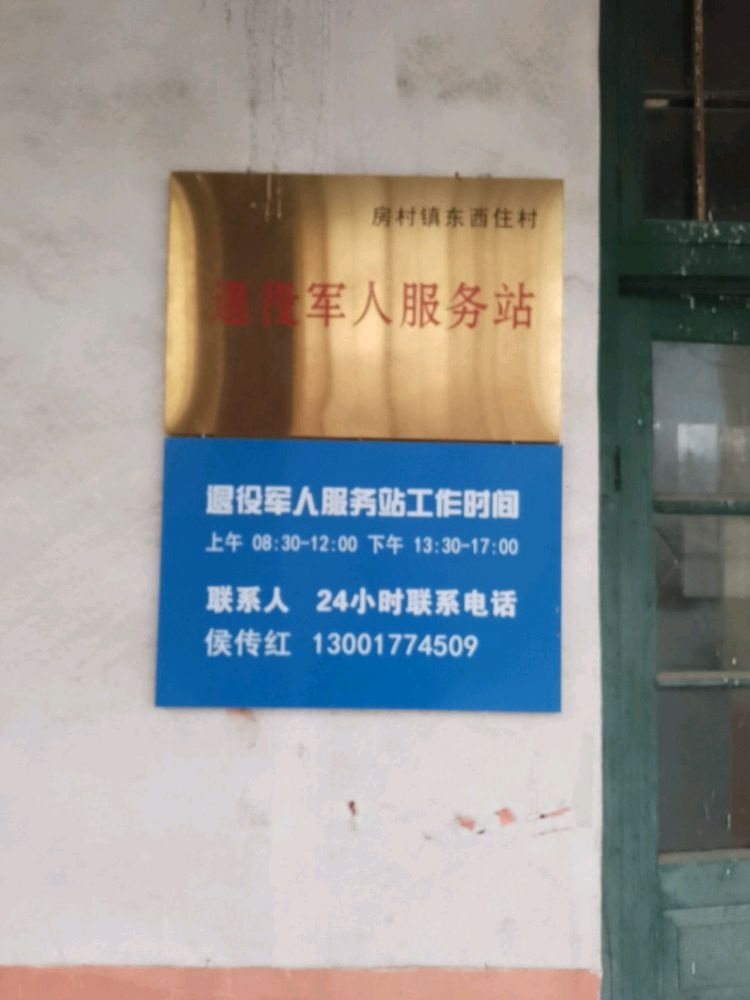 房村镇东西住村
退役军人服务站
退役军人服务站工作时间
上午 08:30-12:00 下午 13:30-17:00
联系人 24小时联系电话
侯传红 13001774509